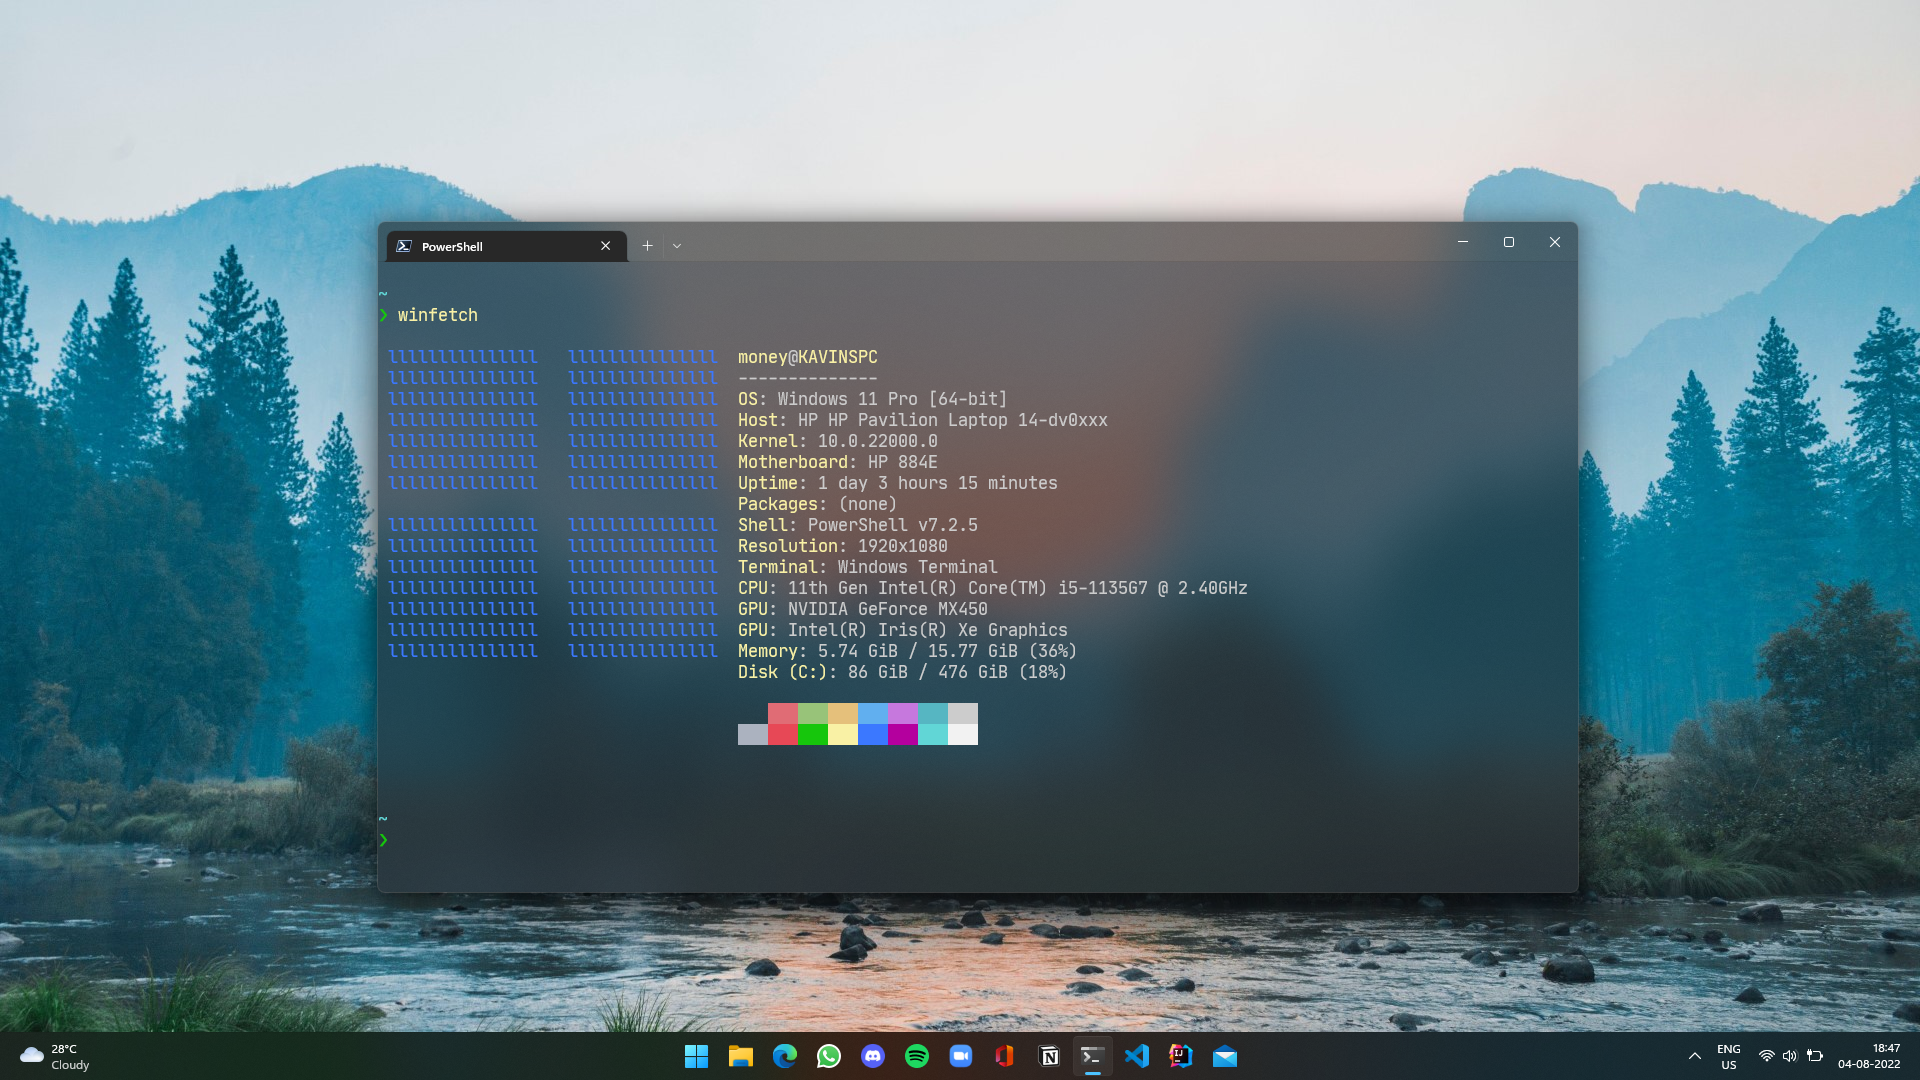 PowerShell
~
❯ winfetch
lllllllllllllll   lllllllllllllll  money@KAVINSPC
lllllllllllllll   lllllllllllllll  --------------
lllllllllllllll   lllllllllllllll  OS: Windows 11 Pro [64-bit]
lllllllllllllll   lllllllllllllll  Host: HP HP Pavilion Laptop 14-dv0xxx
lllllllllllllll   lllllllllllllll  Kernel: 10.0.22000.0
lllllllllllllll   lllllllllllllll  Motherboard: HP 884E
lllllllllllllll   lllllllllllllll  Uptime: 1 day 3 hours 15 minutes
Packages: (none)
lllllllllllllll   lllllllllllllll  Shell: PowerShell v7.2.5
lllllllllllllll   lllllllllllllll  Resolution: 1920x1080
lllllllllllllll   lllllllllllllll  Terminal: Windows Terminal
lllllllllllllll   lllllllllllllll  CPU: 11th Gen Intel(R) Core(TM) i5-1135G7 @ 2.40GHz
lllllllllllllll   lllllllllllllll  GPU: NVIDIA GeForce MX450
lllllllllllllll   lllllllllllllll  GPU: Intel(R) Iris(R) Xe Graphics
lllllllllllllll   lllllllllllllll  Memory: 5.74 GiB / 15.77 GiB (36%)
Disk (C:): 86 GiB / 476 GiB (18%)
~
❯
28°C
Cloudy
ENG
US
18:47
04-08-2022